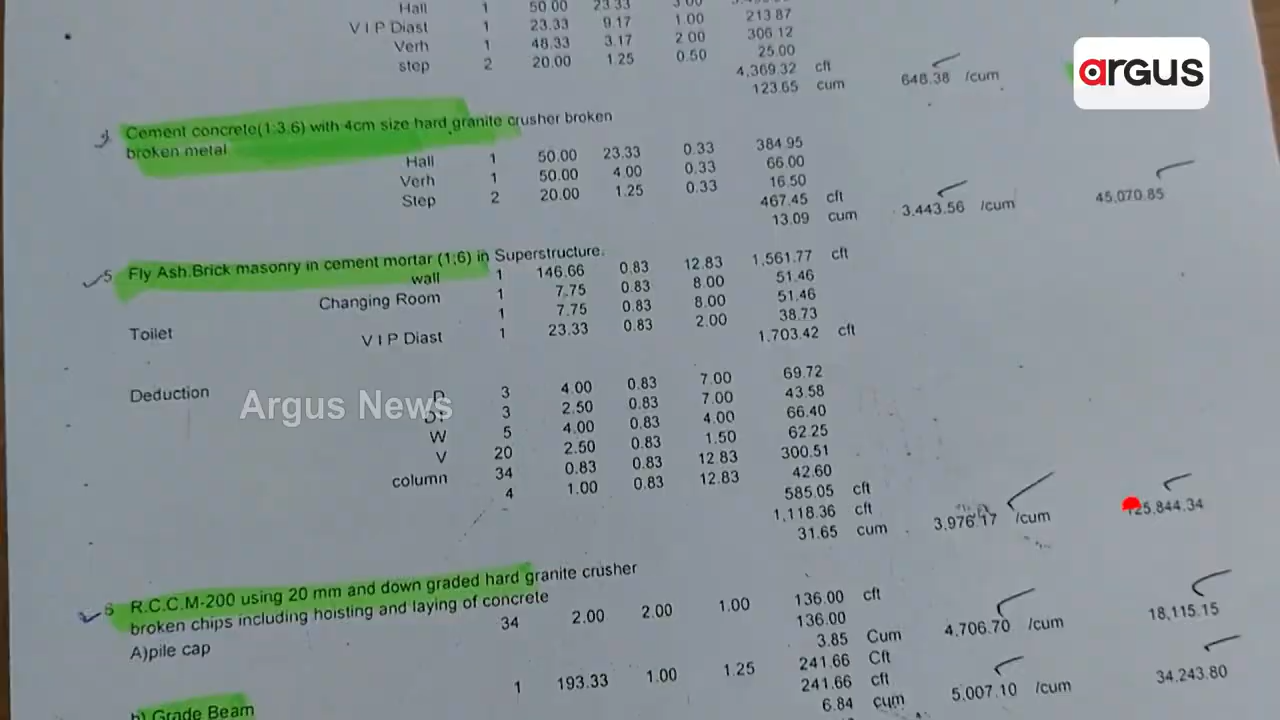 Hall 1 50.00 23.33 3.00
V I P Diast 1 23.33 9.17 1.00 213.87
Verh 1 48.33 3.17 2.00 306.12
step 2 20.00 1.25 0.50 25.00
4,369.32 cft
123.65 cum 648.38 /cum
argus
Cement concrete(1:3.6) with 4cm size hard granite crusher broken
broken metal
Hall 1 50.00 23.33 0.33 384.95
Verh 1 50.00 4.00 0.33 66.00
Step 2 20.00 1.25 0.33 16.50
467.45 cft
13.09 cum 3,443.56 /cum 45,070.85
5 Fly Ash.Brick masonry in cement mortar (1;6) in Superstructure.
wall 1 146.66 0.83 12.83 1,561.77 cft
Changing Room 1 7.75 0.83 8.00 51.46
Toilet 1 7.75 0.83 8.00 51.46
V I P Diast 1 23.33 0.83 2.00 38.73
1,703.42 cft
Deduction D 3 4.00 0.83 7.00 69.72
D1 3 2.50 0.83 7.00 43.58
W 5 4.00 0.83 4.00 66.40
V 20 2.50 0.83 1.50 62.25
column 34 0.83 0.83 12.83 300.51
4 1.00 0.83 12.83 42.60
585.05 cft
1,118.36 cft
31.65 cum 3,976.17 /cum 125,844.34
Argus News
6 R.C.C.M-200 using 20 mm and down graded hard granite crusher
broken chips including hoisting and laying of concrete
A)pile cap 34 2.00 2.00 1.00 136.00 cft
136.00
3.85 Cum 4,706.70 /cum 18,115.15
b) Grade Beam 1 193.33 1.00 1.25 241.66 Cft
241.66 cft
6.84 cum 5,007.10 /cum 34,243.80